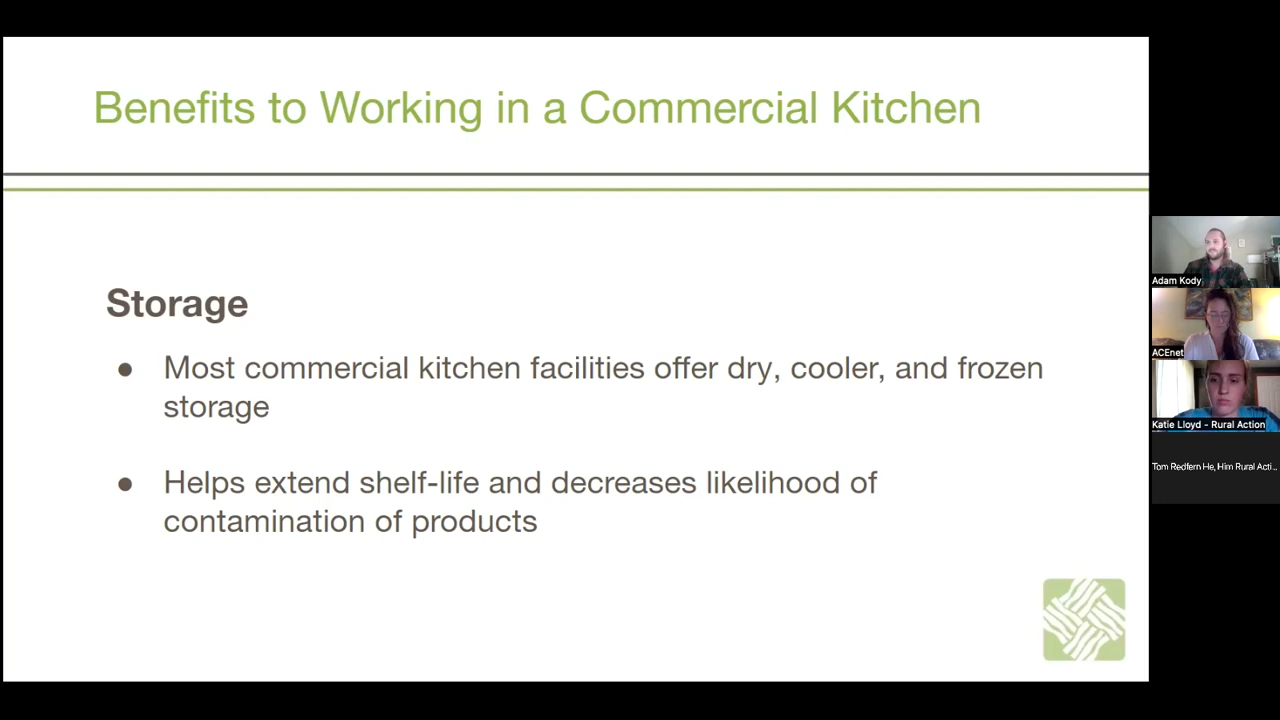 Benefits to Working in a Commercial Kitchen
Storage
● Most commercial kitchen facilities offer dry, cooler, and frozen
storage
● Helps extend shelf-life and decreases likelihood of
contamination of products
Adam Kody
ACEnet
Katie Lloyd - Rural Action
Tom Redfern He, Him Rural Acti...